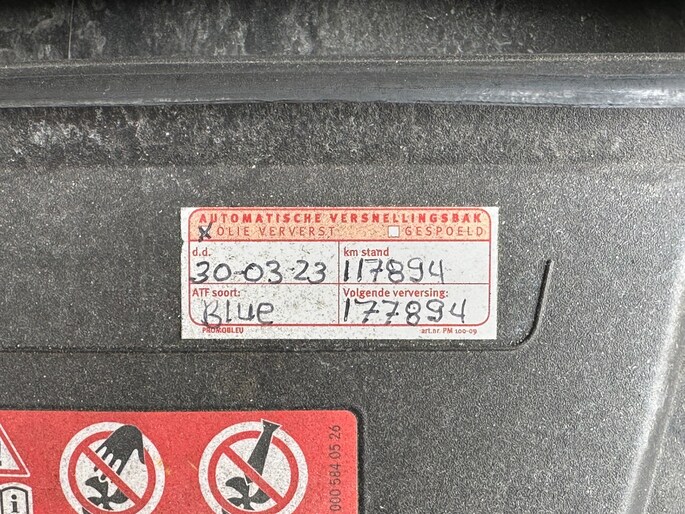 AUTOMATISCHE VERSNELLINGSBAK
X OLIE VERVERST GESPOELD
d.d. km stand
30-03-23 117894
ATF soort: Volgende verversing:
Blue 177894
PROMOBLEU art.nr. PM 100-09
000 584 05 26
i